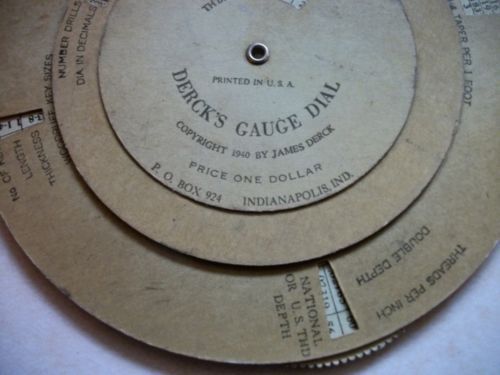 PRINTED IN U.S.A.
DERCK'S GAUGE DIAL
COPYRIGHT 1940 BY JAMES DERCK
PRICE ONE DOLLAR
P. O. BOX 924 INDIANAPOLIS, IND.
NUMBER DRILLS
DIA IN DECIMALS
TAPER PER 1 FOOT
WOODRUFF KEY SIZES
THICKNESS
LENGTH
THREADS PER INCH
DOUBLE DEPTH
NATIONAL
OR U.S. THD
DEPTH